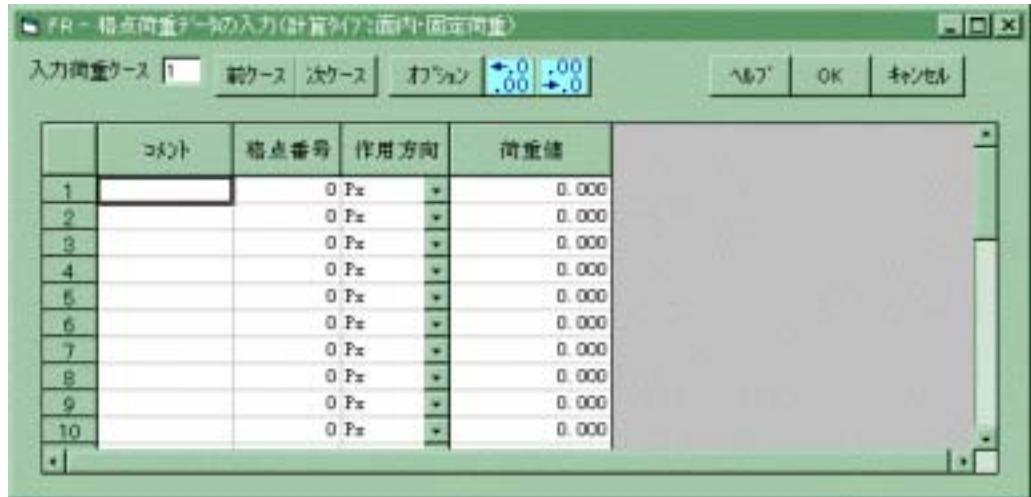 FR - 格点荷重ﾃﾞｰﾀの入力(計算ﾀｲﾌﾟ:面内・固定荷重)
入力荷重ｹｰｽ 1 前ｹｰｽ 次ｹｰｽ ｵﾌﾟｼｮﾝ .0 .00 .00 .0 ﾍﾙﾌﾟ OK ｷｬﾝｾﾙ
ｺﾒﾝﾄ 格点番号 作用方向 荷重値
1 0 Px 0.000
2 0 Px 0.000
3 0 Px 0.000
4 0 Px 0.000
5 0 Px 0.000
6 0 Px 0.000
7 0 Px 0.000
8 0 Px 0.000
9 0 Px 0.000
10 0 Px 0.000